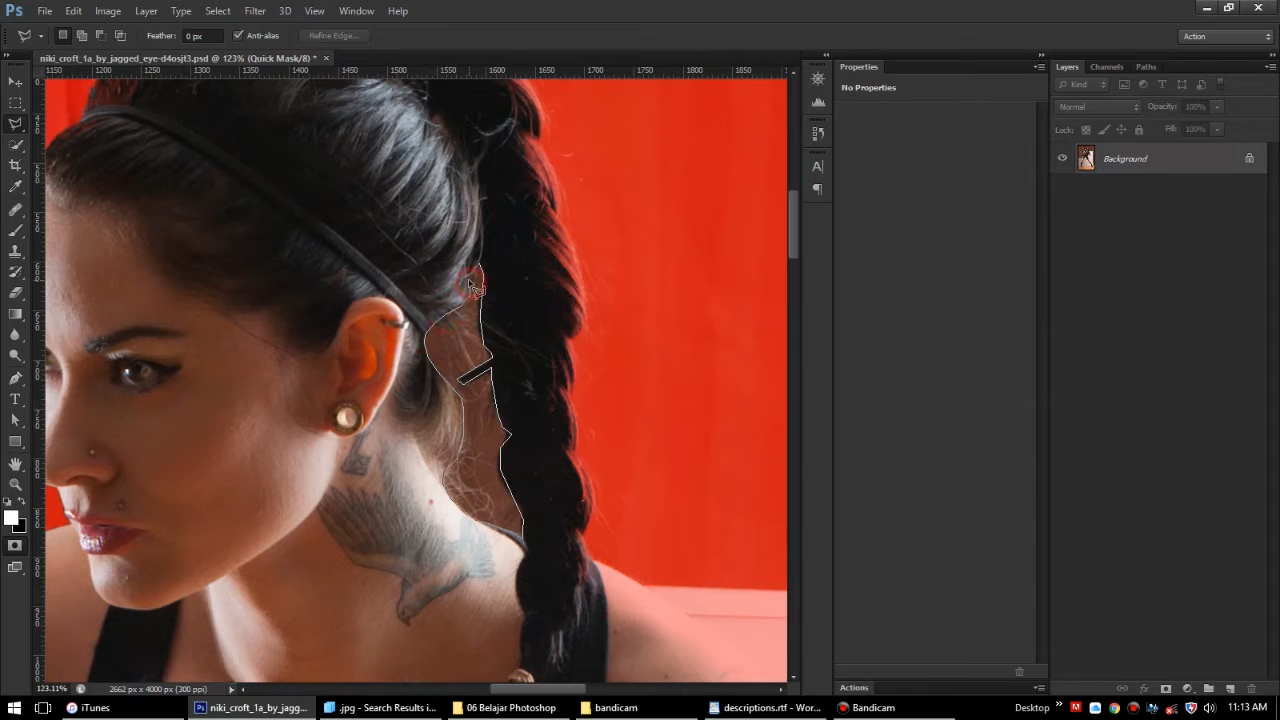 Ps File Edit Image Layer Type Select Filter 3D View Window Help
Feather: 0 px Anti-alias Refine Edge... Action
niki_croft_1a_by_jagged_eye-d4osjt3.psd @ 123% (Quick Mask/8) * ×
1150 1250 1300 1350 1400 1450 1500 1550 1600 1650 1700 1750 1800 1850
Properties
No Properties
Layers Channels Paths
Kind
Normal Opacity: 100%
Lock: Fill: 100%
Background
Actions
123.11% 2662 px x 4000 px (300 ppi)
iTunes niki_croft_1a_by_jagg... .jpg - Search Results i... 06 Belajar Photoshop bandicam descriptions.rtf - Wor... Bandicam Desktop 11:13 AM